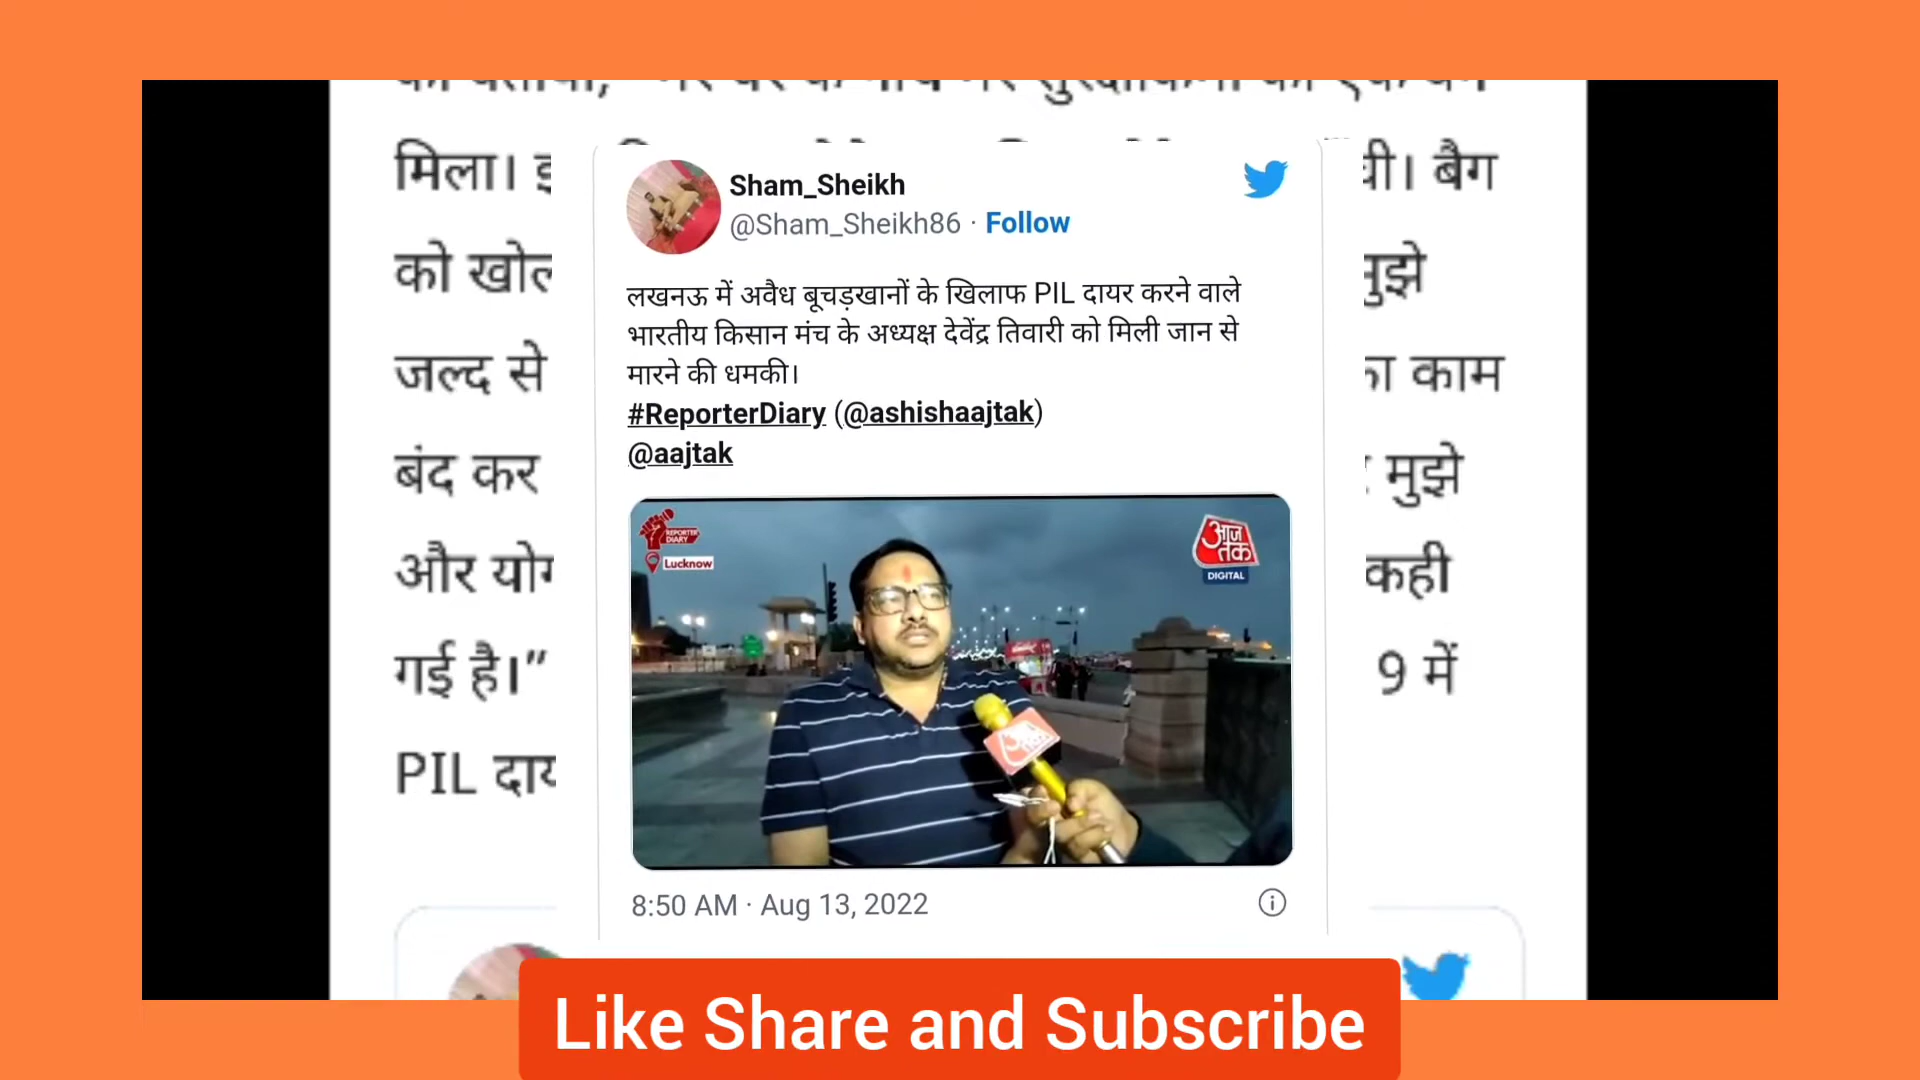 मिला।
थी। बैग
को खोल
मुझे
जल्द से
का काम
बंद कर
मुझे
और
कही
गई है।”
9 में
PIL
Sham_Sheikh
@Sham_Sheikh86 · Follow
लखनऊ में अवैध बूचड़खानों के खिलाफ PIL दायर करने वाले
भारतीय किसान मंच के अध्यक्ष देवेंद्र तिवारी को मिली जान से
मारने की धमकी।
#ReporterDiary (@ashishaajtak)
@aajtak
REPORTER
DIARY
Lucknow
आज
तक
DIGITAL
8:50 AM · Aug 13, 2022
Like Share and Subscribe